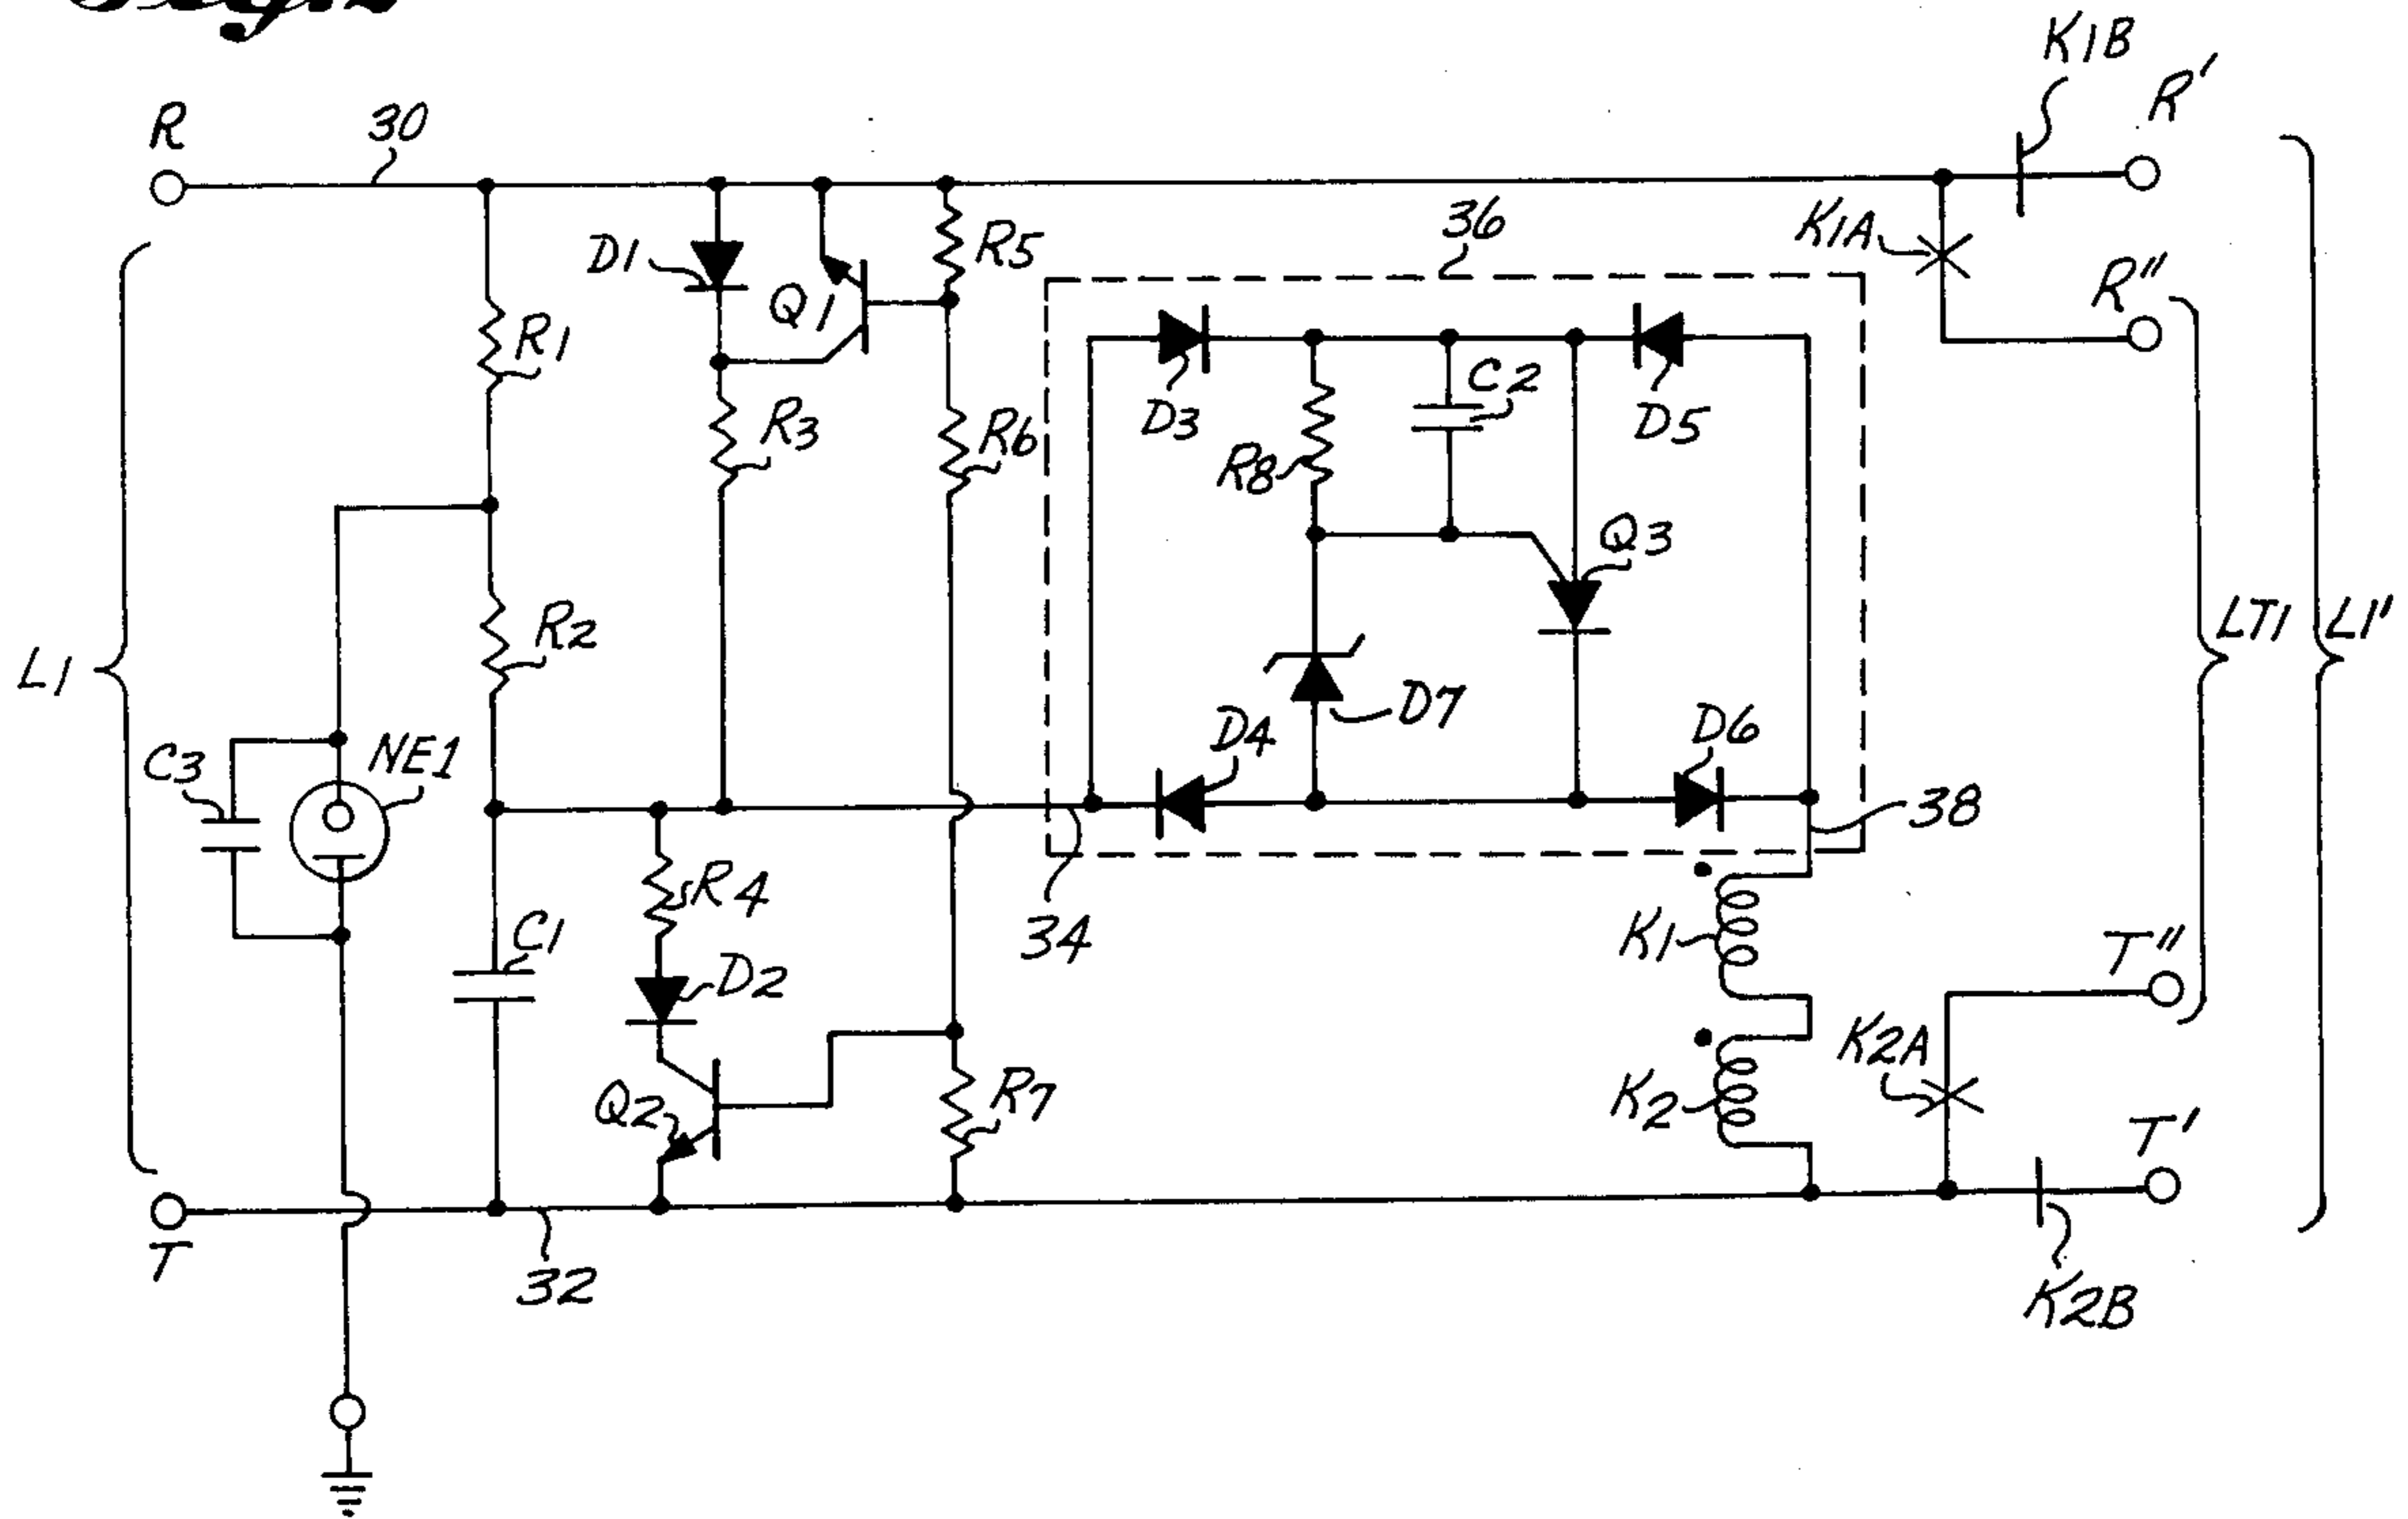 K1B
R'
R
30
36
K1A
R"
D1
Q1
R5
R1
D3
C2
D5
R3
R6
R8
Q3
R2
LT1
L1'
L1
D7
D4
D6
C3
NE1
38
R4
C1
34
K1
T"
D2
K2A
Q2
R7
K2
T'
T
32
K2B